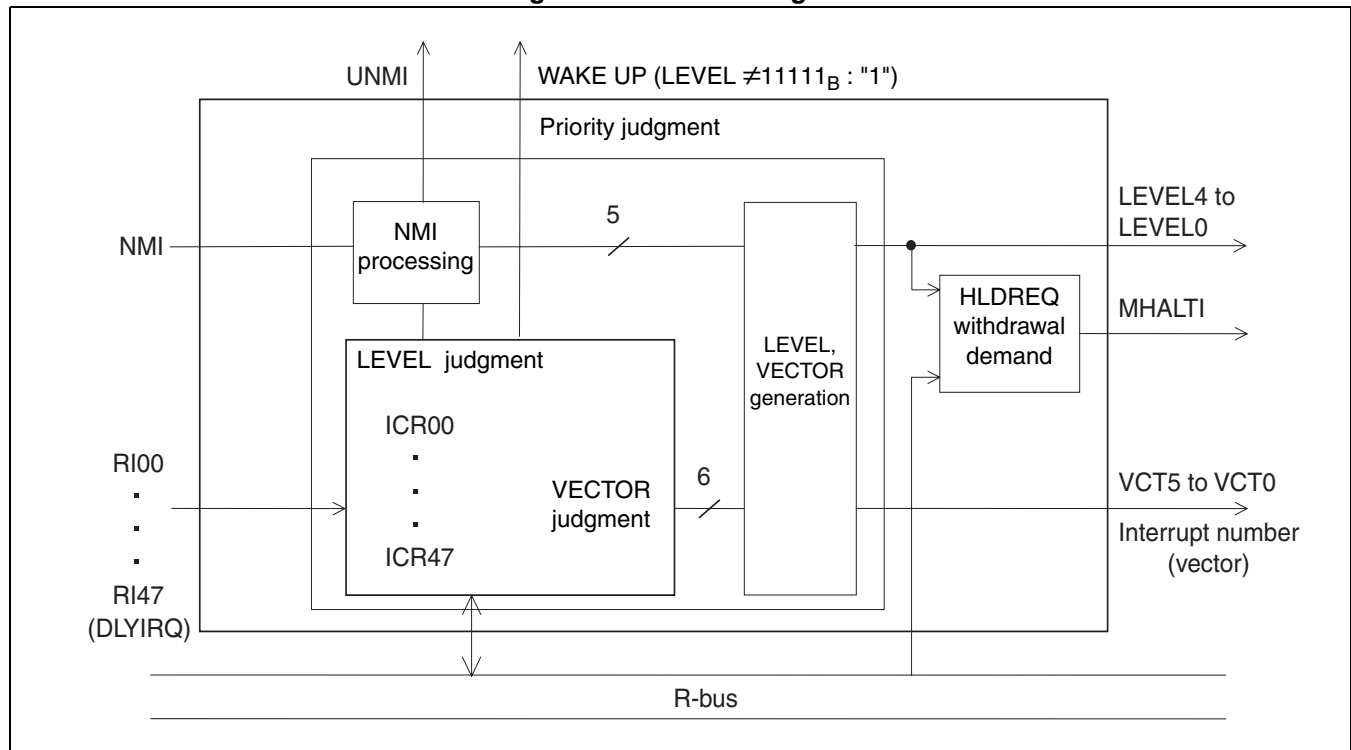 UNMI
WAKE UP (LEVEL ≠11111B : "1")
Priority judgment
NMI
NMI
processing
5
LEVEL4 to
LEVEL0
HLDREQ
withdrawal
demand
MHALTI
LEVEL judgment
LEVEL,
VECTOR
generation
ICR00
.
.
.
ICR47
VECTOR
judgment
6
RI00
.
.
.
RI47
(DLYIRQ)
VCT5 to VCT0
Interrupt number
(vector)
R-bus